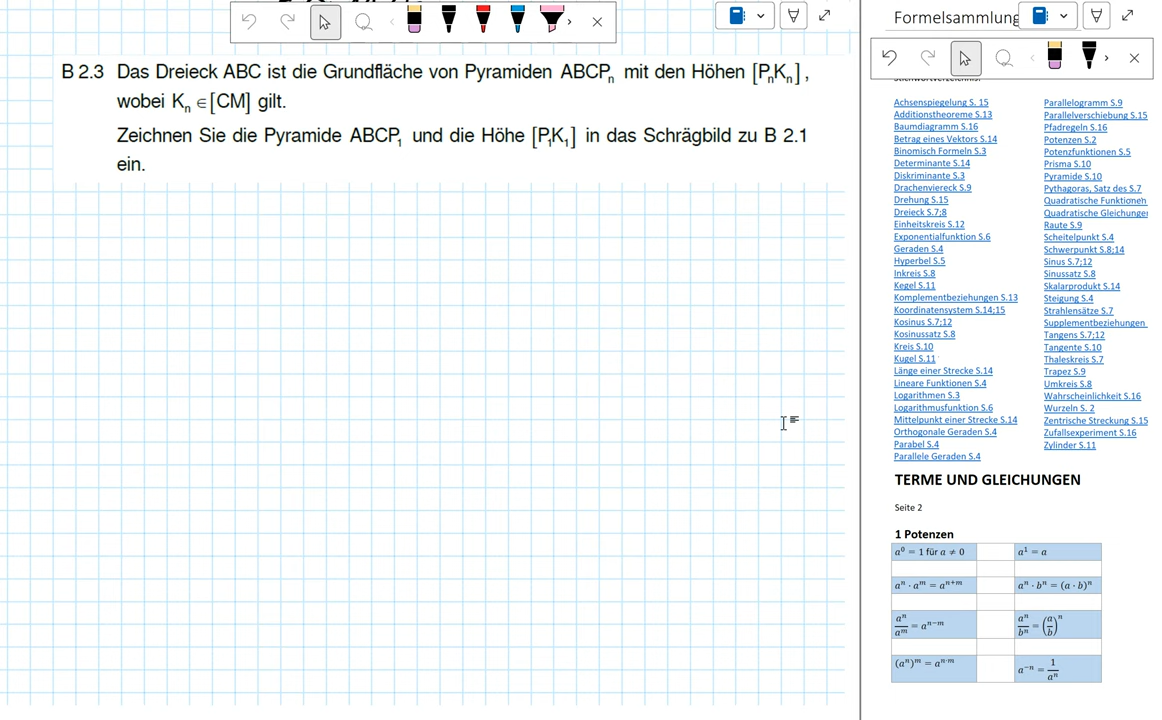 B 2.3 Das Dreieck ABC ist die Grundfläche von Pyramiden ABCPₙ mit den Höhen [PₙKₙ],
wobei Kₙ ∈ [CM] gilt.
Zeichnen Sie die Pyramide ABCP₁ und die Höhe [P₁K₁] in das Schrägbild zu B 2.1
ein.
Formelsammlung
Achsenspiegelung S. 15
Additionstheoreme S.13
Baumdiagramm S.16
Betrag eines Vektors S.14
Binomisch Formeln S.3
Determinante S.14
Diskriminante S.3
Drachenviereck S.9
Drehung S.15
Dreieck S.7;8
Einheitskreis S.12
Exponentialfunktion S.6
Geraden S.4
Hyperbel S.5
Inkreis S.8
Kegel S.11
Komplementbeziehungen S.13
Koordinatensystem S.14;15
Kosinus S.7;12
Kosinussatz S.8
Kreis S.10
Kugel S.11
Länge einer Strecke S.14
Lineare Funktionen S.4
Logarithmen S.3
Logarithmusfunktion S.6
Mittelpunkt einer Strecke S.14
Orthogonale Geraden S.4
Parabel S.4
Parallele Geraden S.4
Parallelogramm S.9
Parallelverschiebung S.15
Pfadregeln S.16
Potenzen S.2
Potenzfunktionen S.5
Prisma S.10
Pyramide S.10
Pythagoras, Satz des S.7
Quadratische Funktionen
Quadratische Gleichungen
Raute S.9
Scheitelpunkt S.4
Schwerpunkt S.8;14
Sinus S.7;12
Sinussatz S.8
Skalarprodukt S.14
Steigung S.4
Strahlensätze S.7
Supplementbeziehungen
Tangens S.7;12
Tangente S.10
Thaleskreis S.7
Trapez S.9
Umkreis S.8
Wahrscheinlichkeit S.16
Wurzeln S. 2
Zentrische Streckung S.15
Zufallsexperiment S.16
Zylinder S.11
TERME UND GLEICHUNGEN
Seite 2
1 Potenzen
a⁰ = 1 für a ≠ 0 a¹ = a
aⁿ · aᵐ = aⁿ⁺ᵐ aⁿ · bⁿ = (a · b)ⁿ
aⁿ/aᵐ = aⁿ⁻ᵐ aⁿ/bⁿ = (a/b)ⁿ
(aⁿ)ᵐ = aⁿ·ᵐ a⁻ⁿ = 1/aⁿ